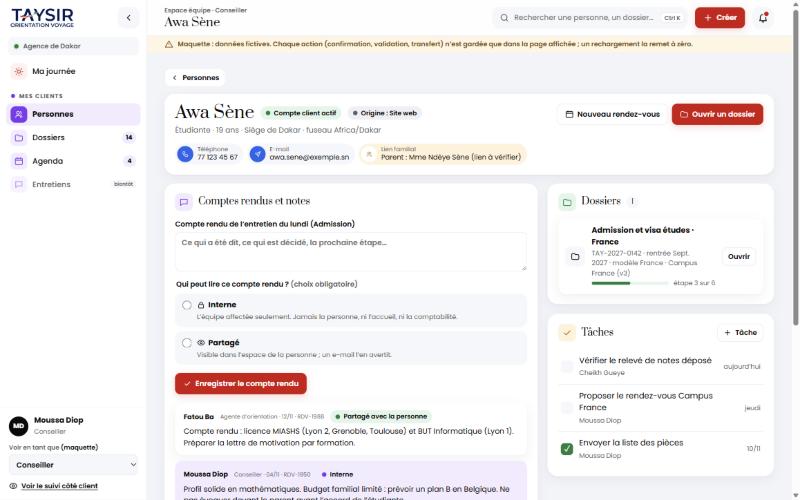 TAYSIR
ORIENTATION VOYAGE
Agence de Dakar
Ma journée
MES CLIENTS
Personnes
Dossiers 14
Agenda 4
Entretiens bientôt
MD
Moussa Diop
Conseiller
Voir en tant que (maquette)
Conseiller
Voir le suivi côté client
Espace équipe · Conseiller
Awa Sène
Rechercher une personne, un dossier... Ctrl K
+ Créer
Maquette : données fictives. Chaque action (confirmation, validation, transfert) n'est gardée que dans la page affichée ; un rechargement la remet à zéro.
Personnes
Awa Sène
Compte client actif
Origine : Site web
Étudiante · 19 ans · Siège de Dakar · fuseau Africa/Dakar
Nouveau rendez-vous
Ouvrir un dossier
Téléphone
77 123 45 67
E-mail
awa.sene@exemple.sn
Lien familial
Parent : Mme Ndèye Sène (lien à vérifier)
Comptes rendus et notes
Compte rendu de l'entretien du lundi (Admission)
Ce qui a été dit, ce qui est décidé, la prochaine étape...
Qui peut lire ce compte rendu ? (choix obligatoire)
Interne
L'équipe affectée seulement. Jamais la personne, ni l'accueil, ni la comptabilité.
Partagé
Visible dans l'espace de la personne ; un e-mail l'en avertit.
Enregistrer le compte rendu
Fatou Ba Agente d'orientation · 12/11 · RDV-1988 Partagé avec la personne
Compte rendu : licence MIASHS (Lyon 2, Grenoble, Toulouse) et BUT Informatique (Lyon 1).
Préparer la lettre de motivation par formation.
Moussa Diop Conseiller · 04/11 · RDV-1950 Interne
Profil solide en mathématiques. Budget familial limité : prévoir un plan B en Belgique. Ne
Dossiers 1
Admission et visa études ·
France
TAY-2027-0142 · rentrée Sept.
2027 · modèle France · Campus
France (v3)
étape 3 sur 6
Ouvrir
Tâches
+ Tâche
Vérifier le relevé de notes déposé
Cheikh Gueye
aujourd'hui
Proposer le rendez-vous Campus
France
Moussa Diop
jeudi
Envoyer la liste des pièces
Moussa Diop
10/11